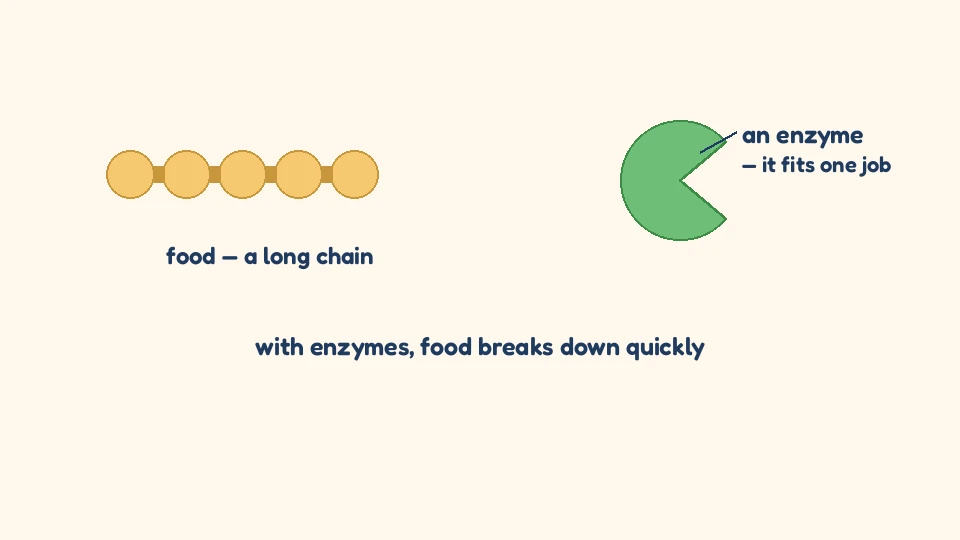 an enzyme
— it fits one job
food — a long chain
with enzymes, food breaks down quickly